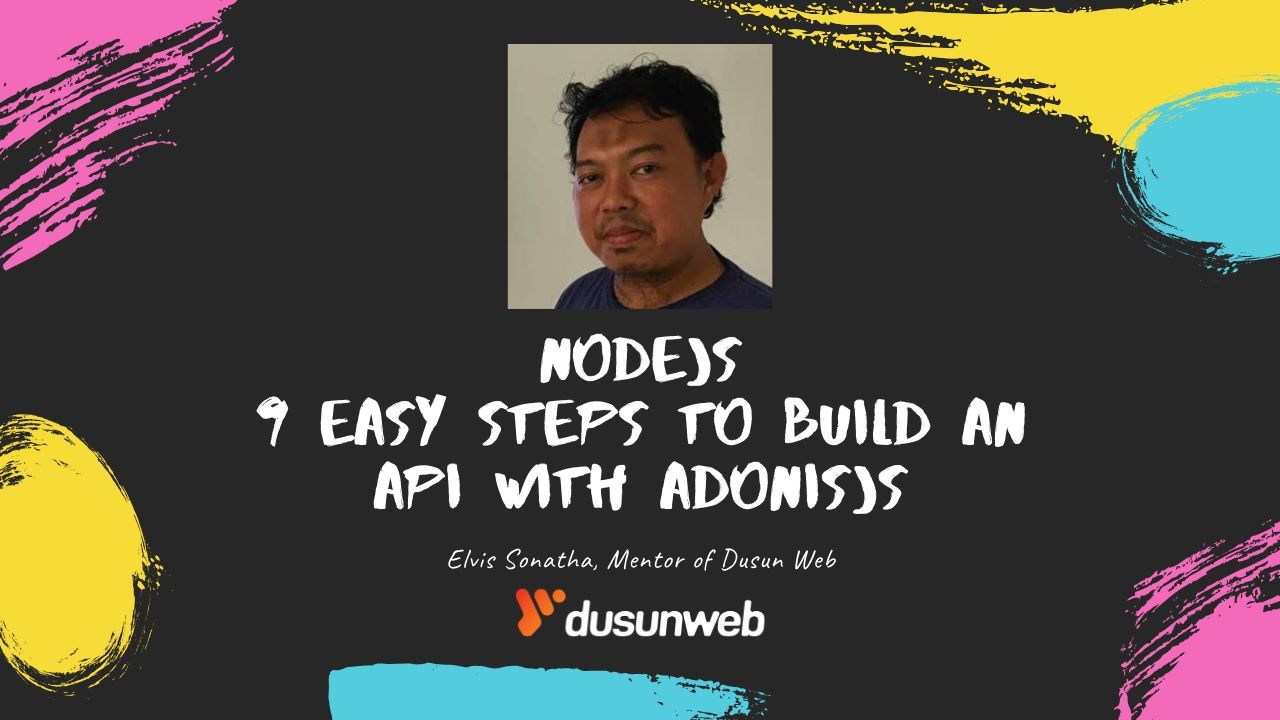 NODEJS
9 EASY STEPS TO BUILD AN
API WITH ADONISJS
Elvis Sonatha, Mentor of Dusun Web
dusunweb